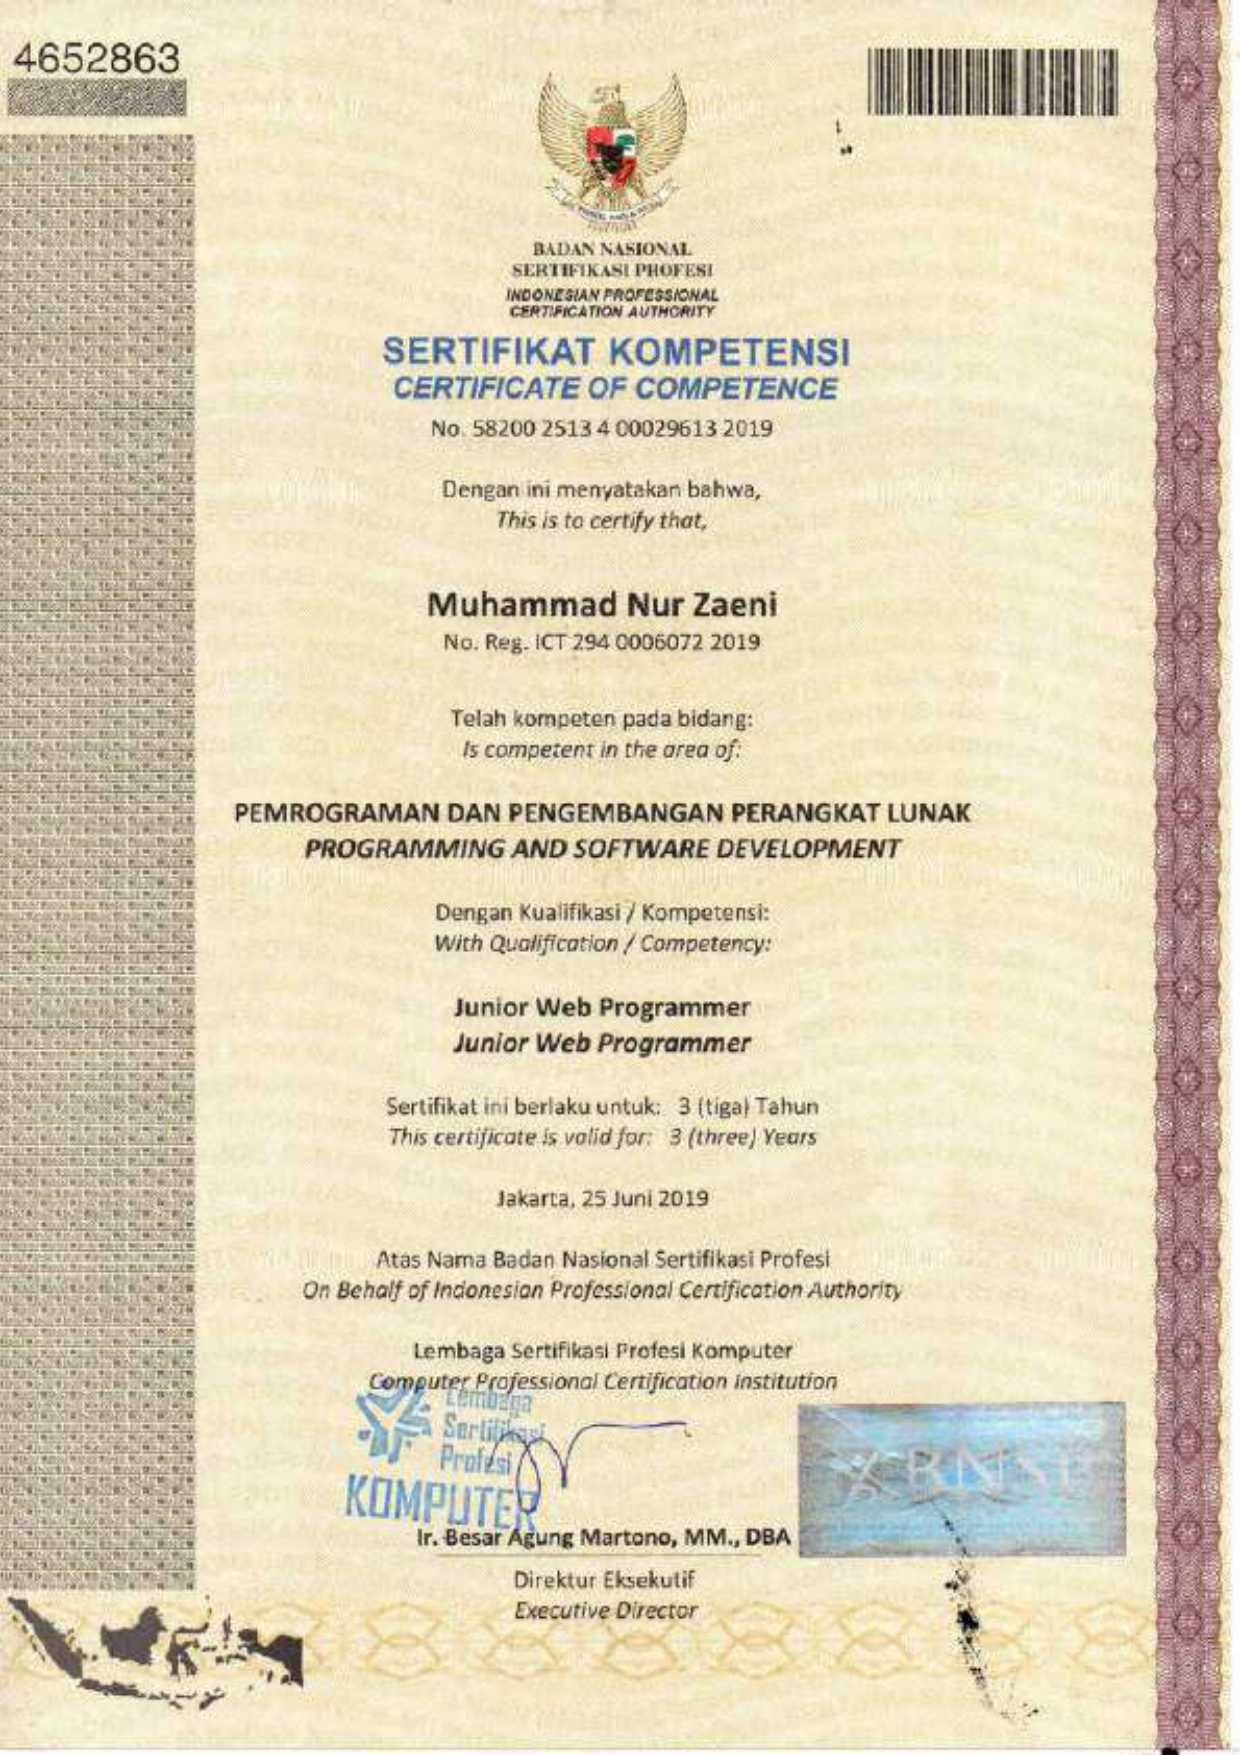 4652863
BADAN NASIONAL
SERTIFIKASI PROFESI
INDONESIAN PROFESSIONAL
CERTIFICATION AUTHORITY
SERTIFIKAT KOMPETENSI
CERTIFICATE OF COMPETENCE
No. 58200 2513 4 00029613 2019
Dengan ini menyatakan bahwa,
This is to certify that,
Muhammad Nur Zaeni
No. Reg. ICT 294 0006072 2019
Telah kompeten pada bidang:
Is competent in the area of:
PEMROGRAMAN DAN PENGEMBANGAN PERANGKAT LUNAK
PROGRAMMING AND SOFTWARE DEVELOPMENT
Dengan Kualifikasi / Kompetensi:
With Qualification / Competency:
Junior Web Programmer
Junior Web Programmer
Sertifikat ini berlaku untuk: 3 (tiga) Tahun
This certificate is valid for: 3 (three) Years
Jakarta, 25 Juni 2019
Atas Nama Badan Nasional Sertifikasi Profesi
On Behalf of Indonesian Professional Certification Authority
Lembaga Sertifikasi Profesi Komputer
Computer Professional Certification Institution
Lembaga
Sertifikasi
Profesi
KOMPUTER
BNSP
Ir. Besar Agung Martono, MM., DBA
Direktur Eksekutif
Executive Director